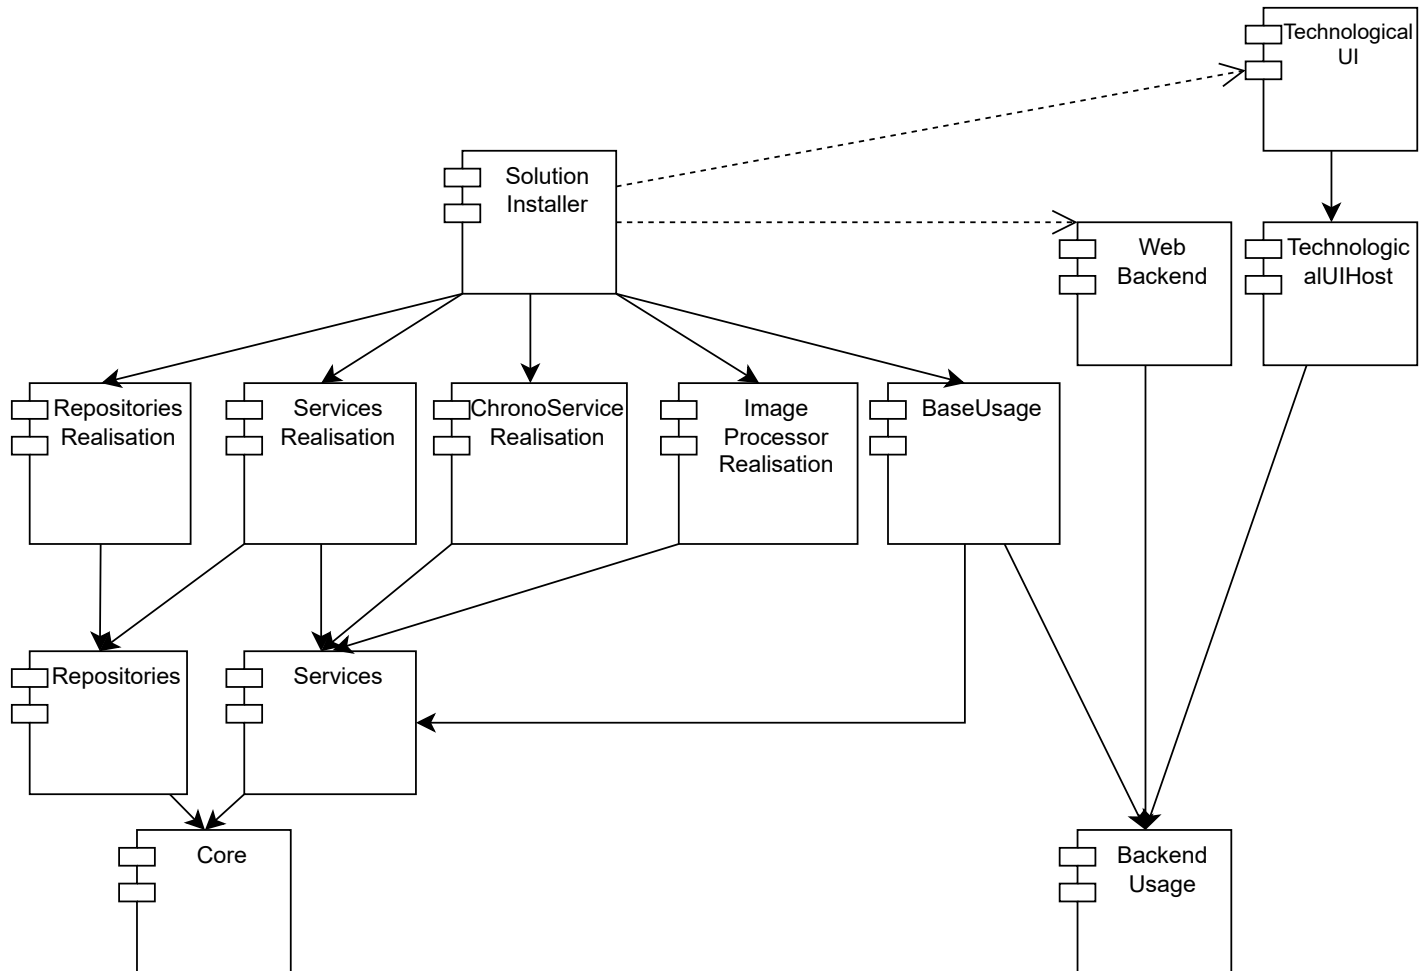 Technological
UI
Solution
Installer
Web
Backend
Technologic
alUIHost
Repositories
Realisation
Services
Realisation
ChronoService
Realisation
Image
Processor
Realisation
BaseUsage
Repositories
Services
Core
Backend
Usage